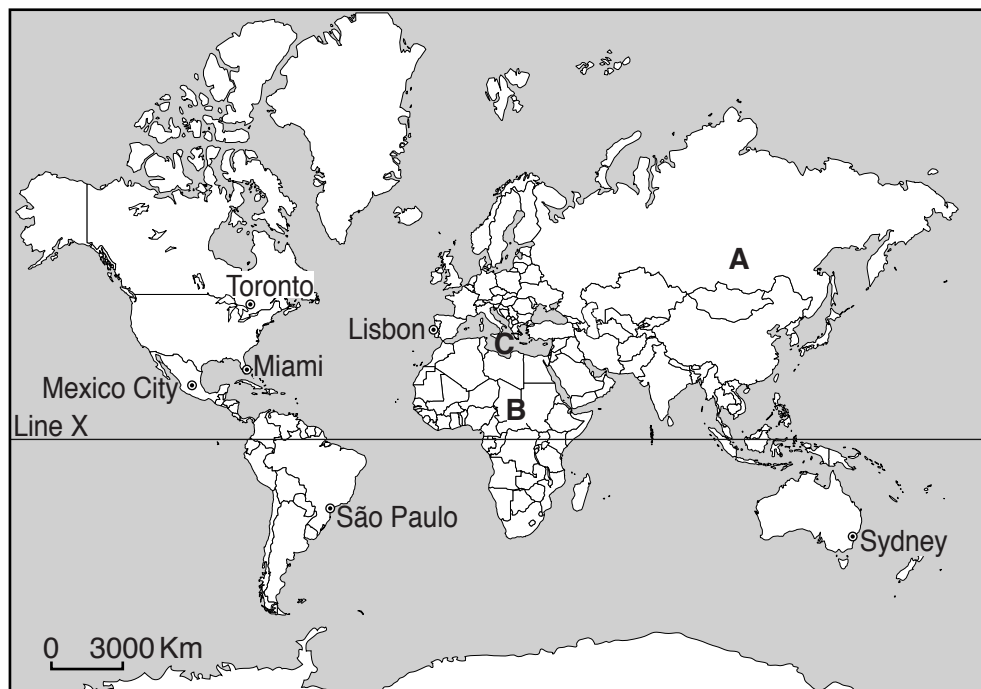 A
Toronto
Lisbon
C
Miami
Mexico City
B
Line X
São Paulo
Sydney
0 3000 Km